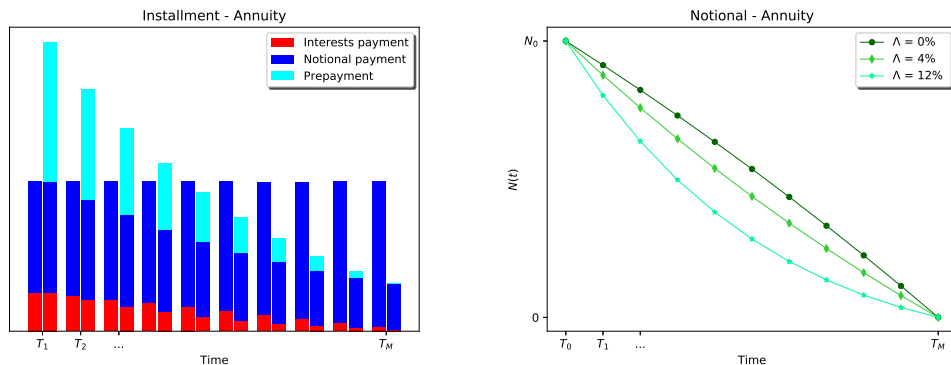 Installment - Annuity
Interests payment
Notional payment
Prepayment
T1 T2 ... TM
Time
Notional - Annuity
N0
0
N(t)
Λ = 0%
Λ = 4%
Λ = 12%
T0 T1 ... TM
Time